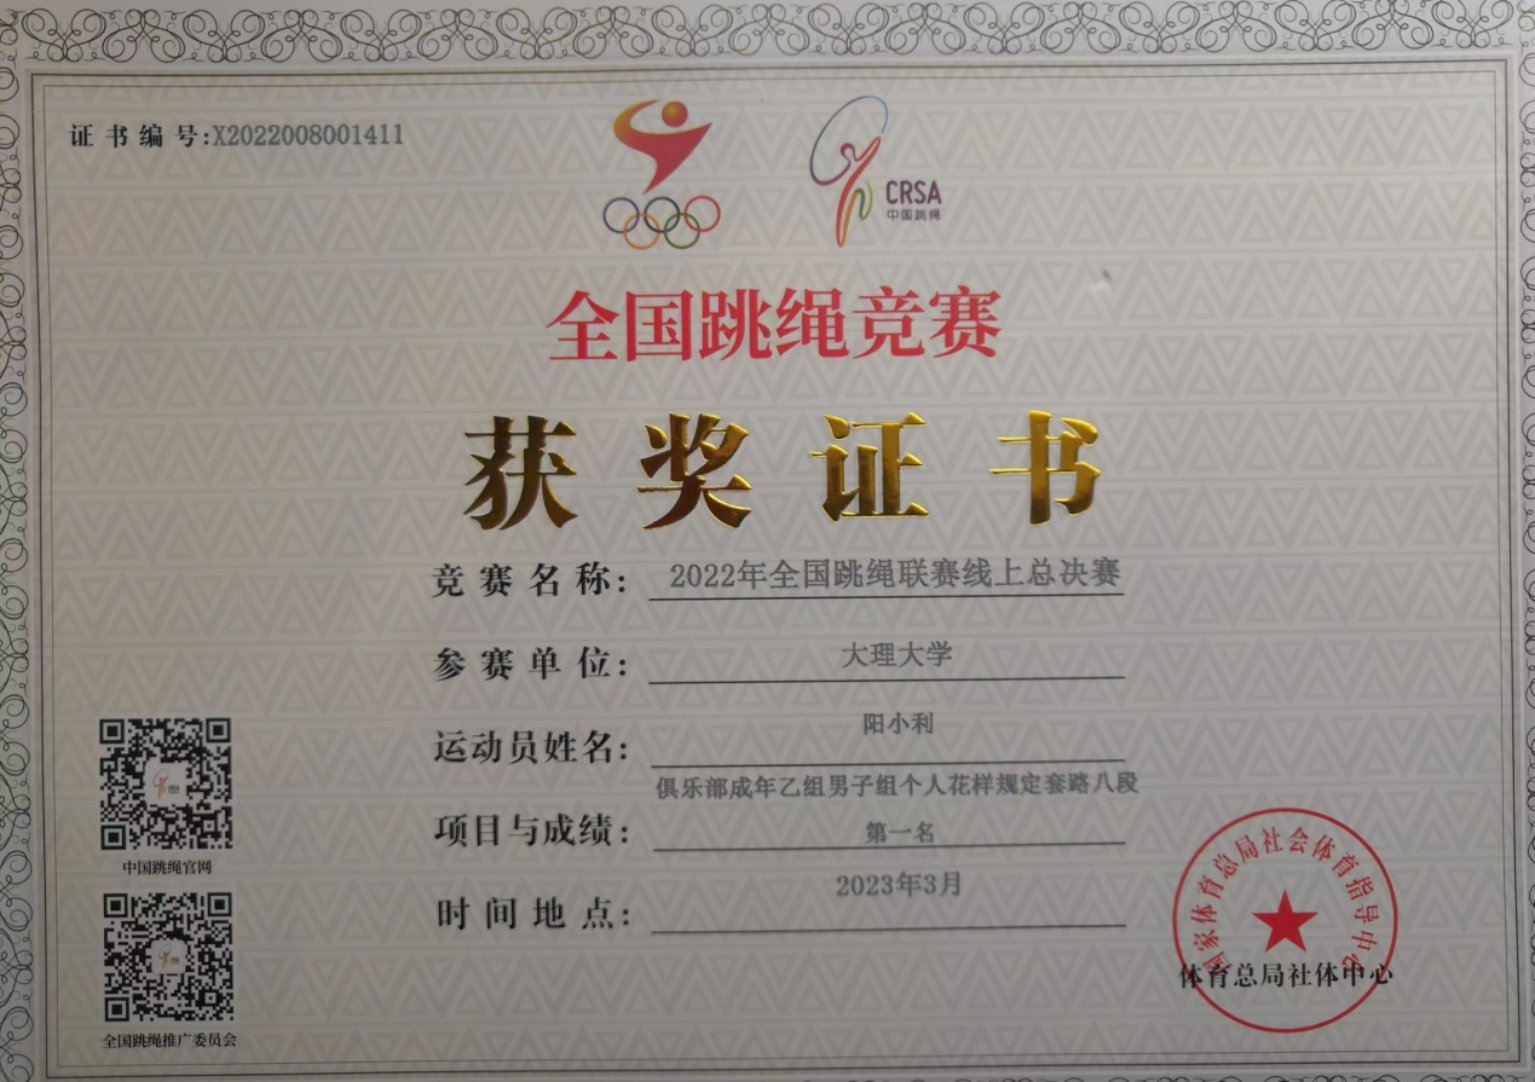 证书编号:X2022008001411
CRSA
中国跳绳
全国跳绳竞赛
获奖证书
竞赛名称: 2022年全国跳绳联赛线上总决赛
参赛单位: 大理大学
运动员姓名: 阳小利
俱乐部成年乙组男子组个人花样规定套路八段
项目与成绩: 第一名
时间地点: 2023年3月
中国跳绳官网
全国跳绳推广委员会
国家体育总局社会体育指导中心
体育总局社体中心